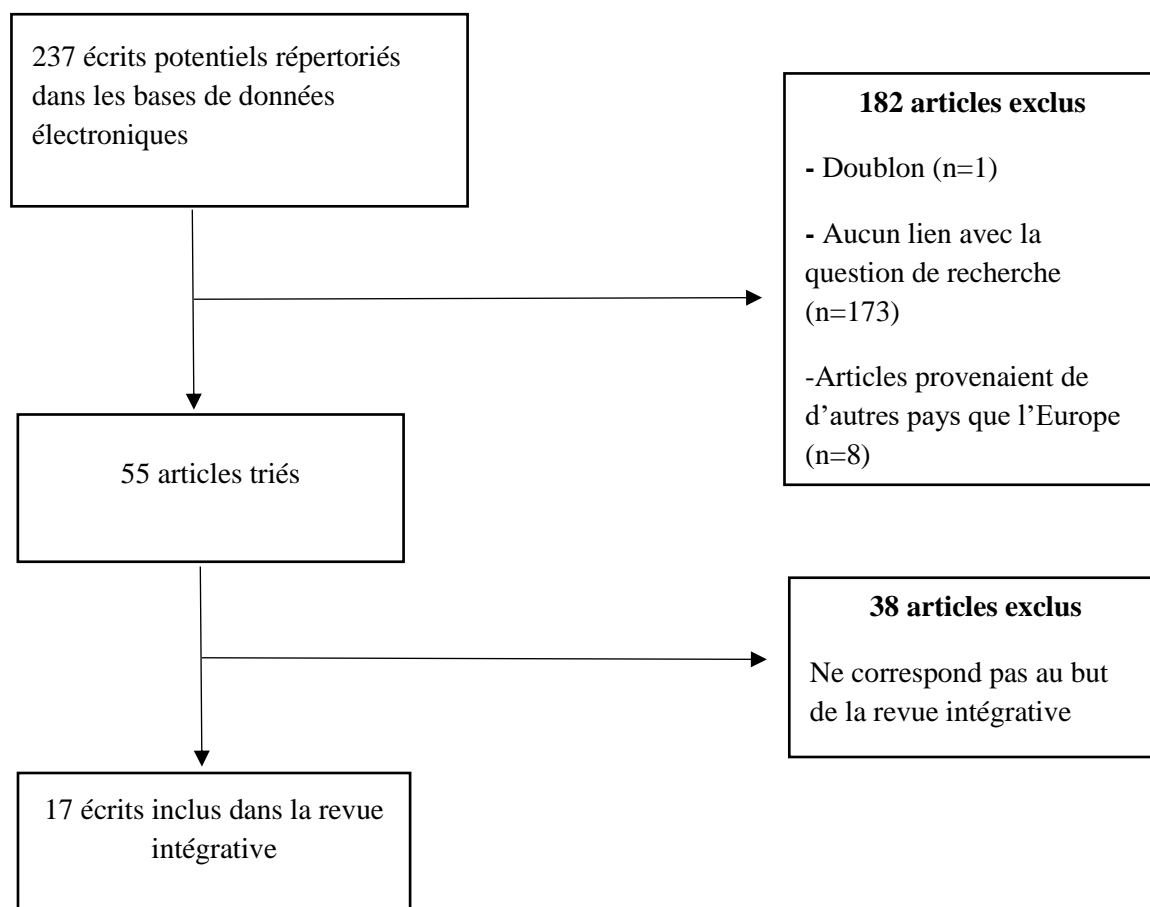 237 écrits potentiels répertoriés
dans les bases de données
électroniques
182 articles exclus
- Doublon (n=1)
- Aucun lien avec la
question de recherche
(n=173)
-Articles provenaient de
d’autres pays que l’Europe
(n=8)
55 articles triés
38 articles exclus
Ne correspond pas au but
de la revue intégrative
17 écrits inclus dans la revue
intégrative